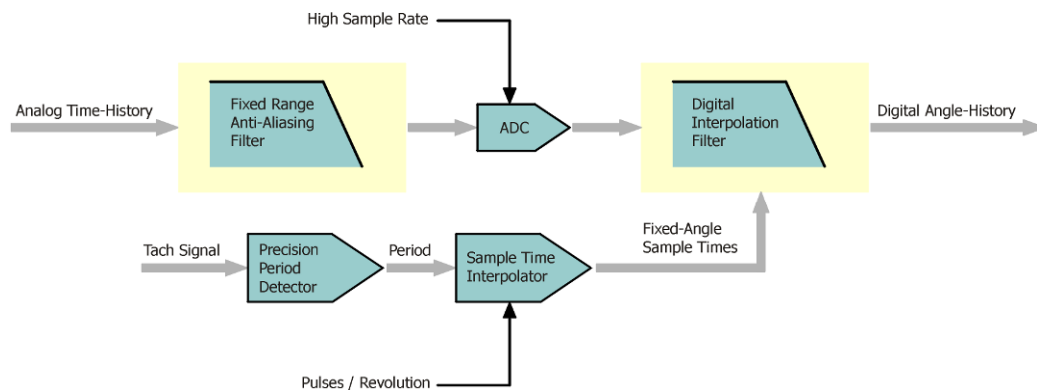 High Sample Rate
Analog Time-History
Fixed Range
Anti-Aliasing
Filter
ADC
Digital
Interpolation
Filter
Digital Angle-History
Fixed-Angle
Sample Times
Tach Signal
Precision
Period
Detector
Period
Sample Time
Interpolator
Pulses / Revolution